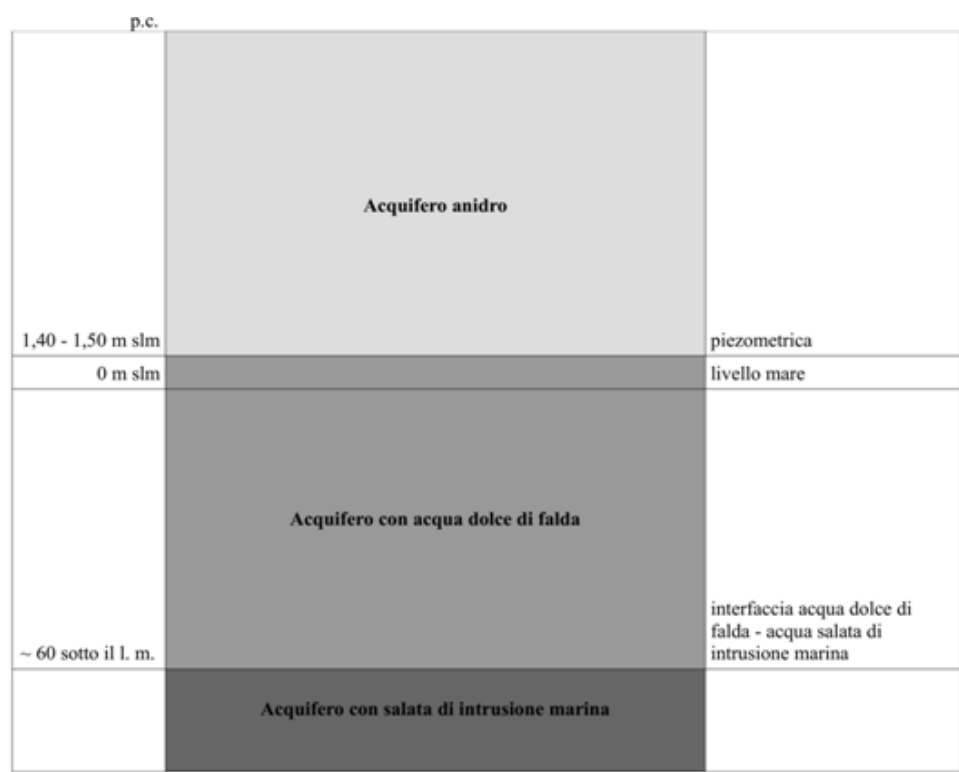 p.c.
Acquifero anidro
1,40 - 1,50 m slm
piezometrica
0 m slm
livello mare
Acquifero con acqua dolce di falda
interfaccia acqua dolce di
falda - acqua salata di
~ 60 sotto il l. m.
intrusione marina
Acquifero con salata di intrusione marina